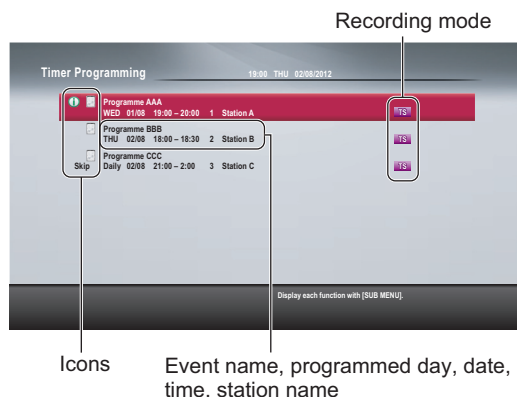 Recording mode
Timer Programming 19:00 THU 02/08/2012
Programme AAA
WED 01/08 19:00 – 20:00 1 Station A TS
Programme BBB
THU 02/08 18:00 – 18:30 2 Station B TS
Programme CCC
Skip Daily 02/08 21:00 – 2:00 3 Station C TS
Display each function with [SUB MENU].
Icons
Event name, programmed day, date,
time, station name